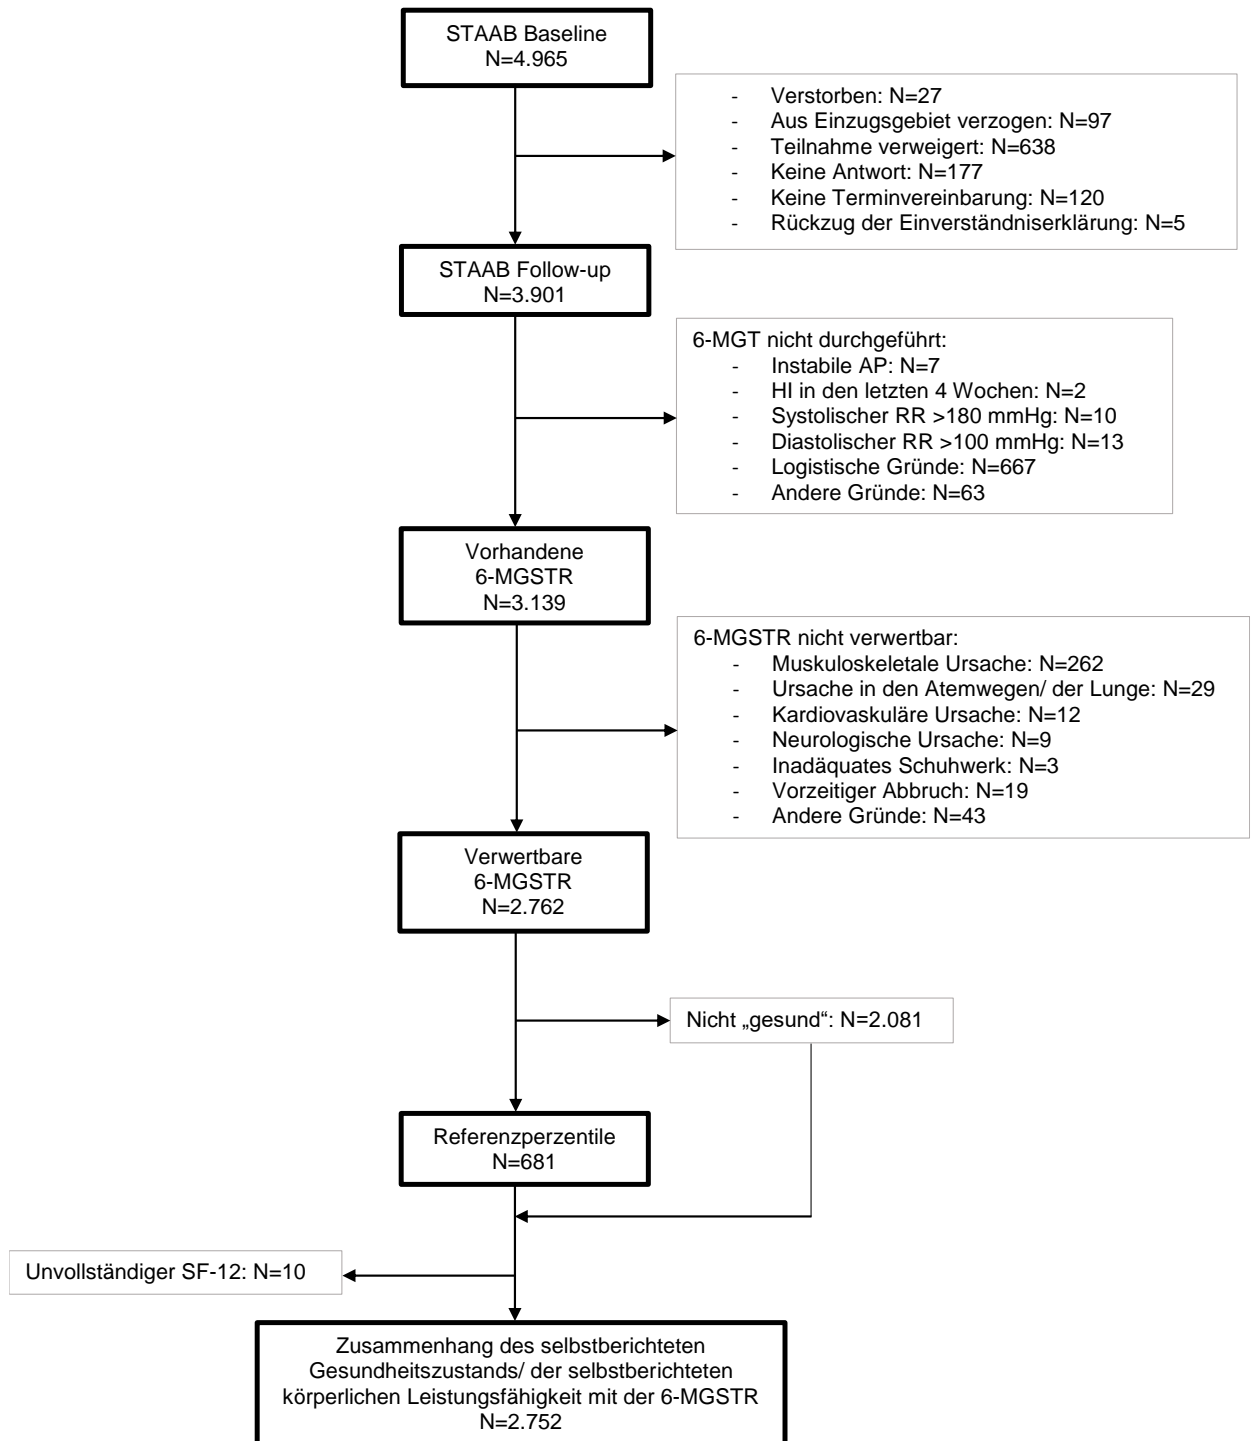 STAAB Baseline
N=4.965
- Verstorben: N=27
- Aus Einzugsgebiet verzogen: N=97
- Teilnahme verweigert: N=638
- Keine Antwort: N=177
- Keine Terminvereinbarung: N=120
- Rückzug der Einverständniserklärung: N=5
STAAB Follow-up
N=3.901
6-MGT nicht durchgeführt:
- Instabile AP: N=7
- HI in den letzten 4 Wochen: N=2
- Systolischer RR >180 mmHg: N=10
- Diastolischer RR >100 mmHg: N=13
- Logistische Gründe: N=667
- Andere Gründe: N=63
Vorhandene
6-MGSTR
N=3.139
6-MGSTR nicht verwertbar:
- Muskuloskeletale Ursache: N=262
- Ursache in den Atemwegen/ der Lunge: N=29
- Kardiovaskuläre Ursache: N=12
- Neurologische Ursache: N=9
- Inadäquates Schuhwerk: N=3
- Vorzeitiger Abbruch: N=19
- Andere Gründe: N=43
Verwertbare
6-MGSTR
N=2.762
Nicht „gesund“: N=2.081
Referenzperzentile
N=681
Unvollständiger SF-12: N=10
Zusammenhang des selbstberichteten
Gesundheitszustands/ der selbstberichteten
körperlichen Leistungsfähigkeit mit der 6-MGSTR
N=2.752